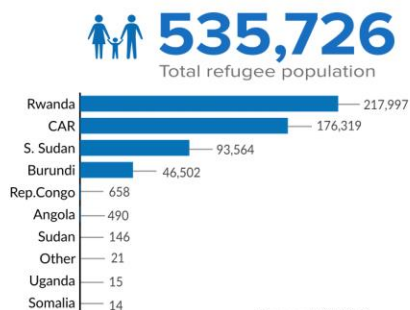 535,726
Total refugee population
Rwanda 217,997
CAR 176,319
S. Sudan 93,564
Burundi 46,502
Rep.Congo 658
Angola 490
Sudan 146
Other 21
Uganda 15
Somalia 14